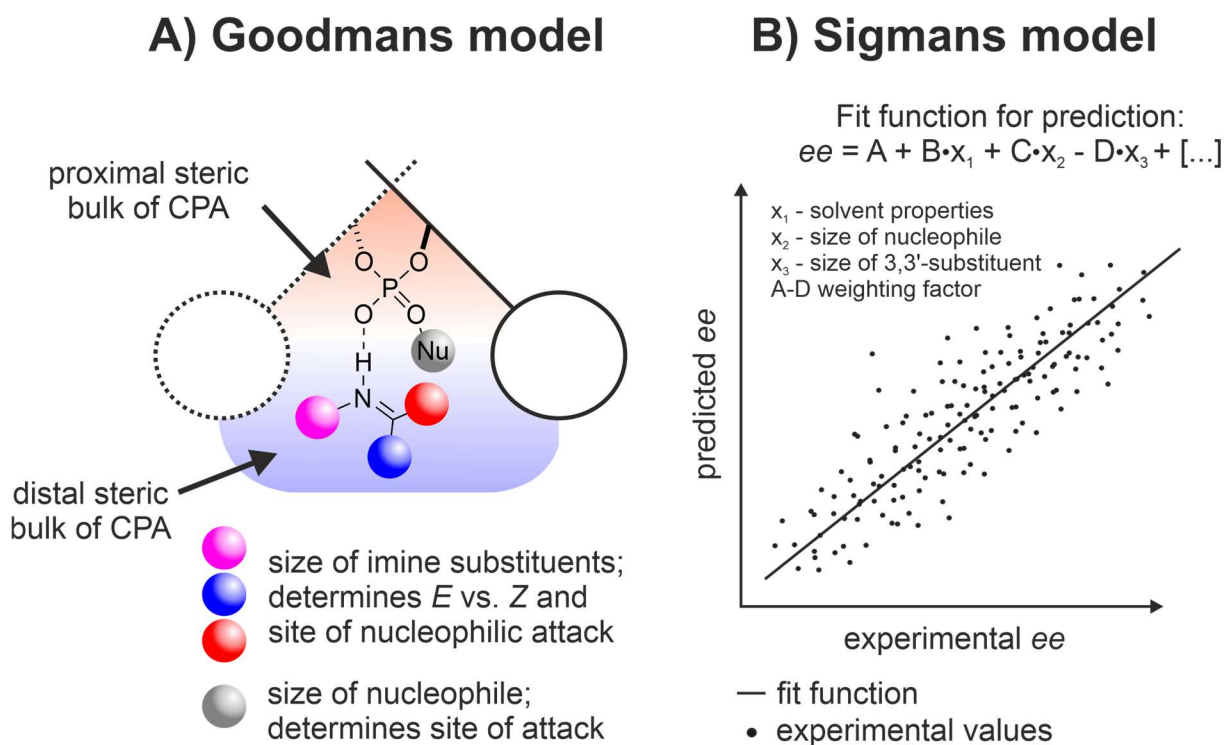 A) Goodmans model
proximal steric
bulk of CPA
O
O
P
O
O
Nu
H
N
distal steric
bulk of CPA
size of imine substituents;
determines E vs. Z and
site of nucleophilic attack
size of nucleophile;
determines site of attack
B) Sigmans model
Fit function for prediction:
ee = A + B•x₁ + C•x₂ - D•x₃ + [...]
x₁ - solvent properties
x₂ - size of nucleophile
x₃ - size of 3,3'-substituent
A-D weighting factor
predicted ee
experimental ee
fit function
experimental values